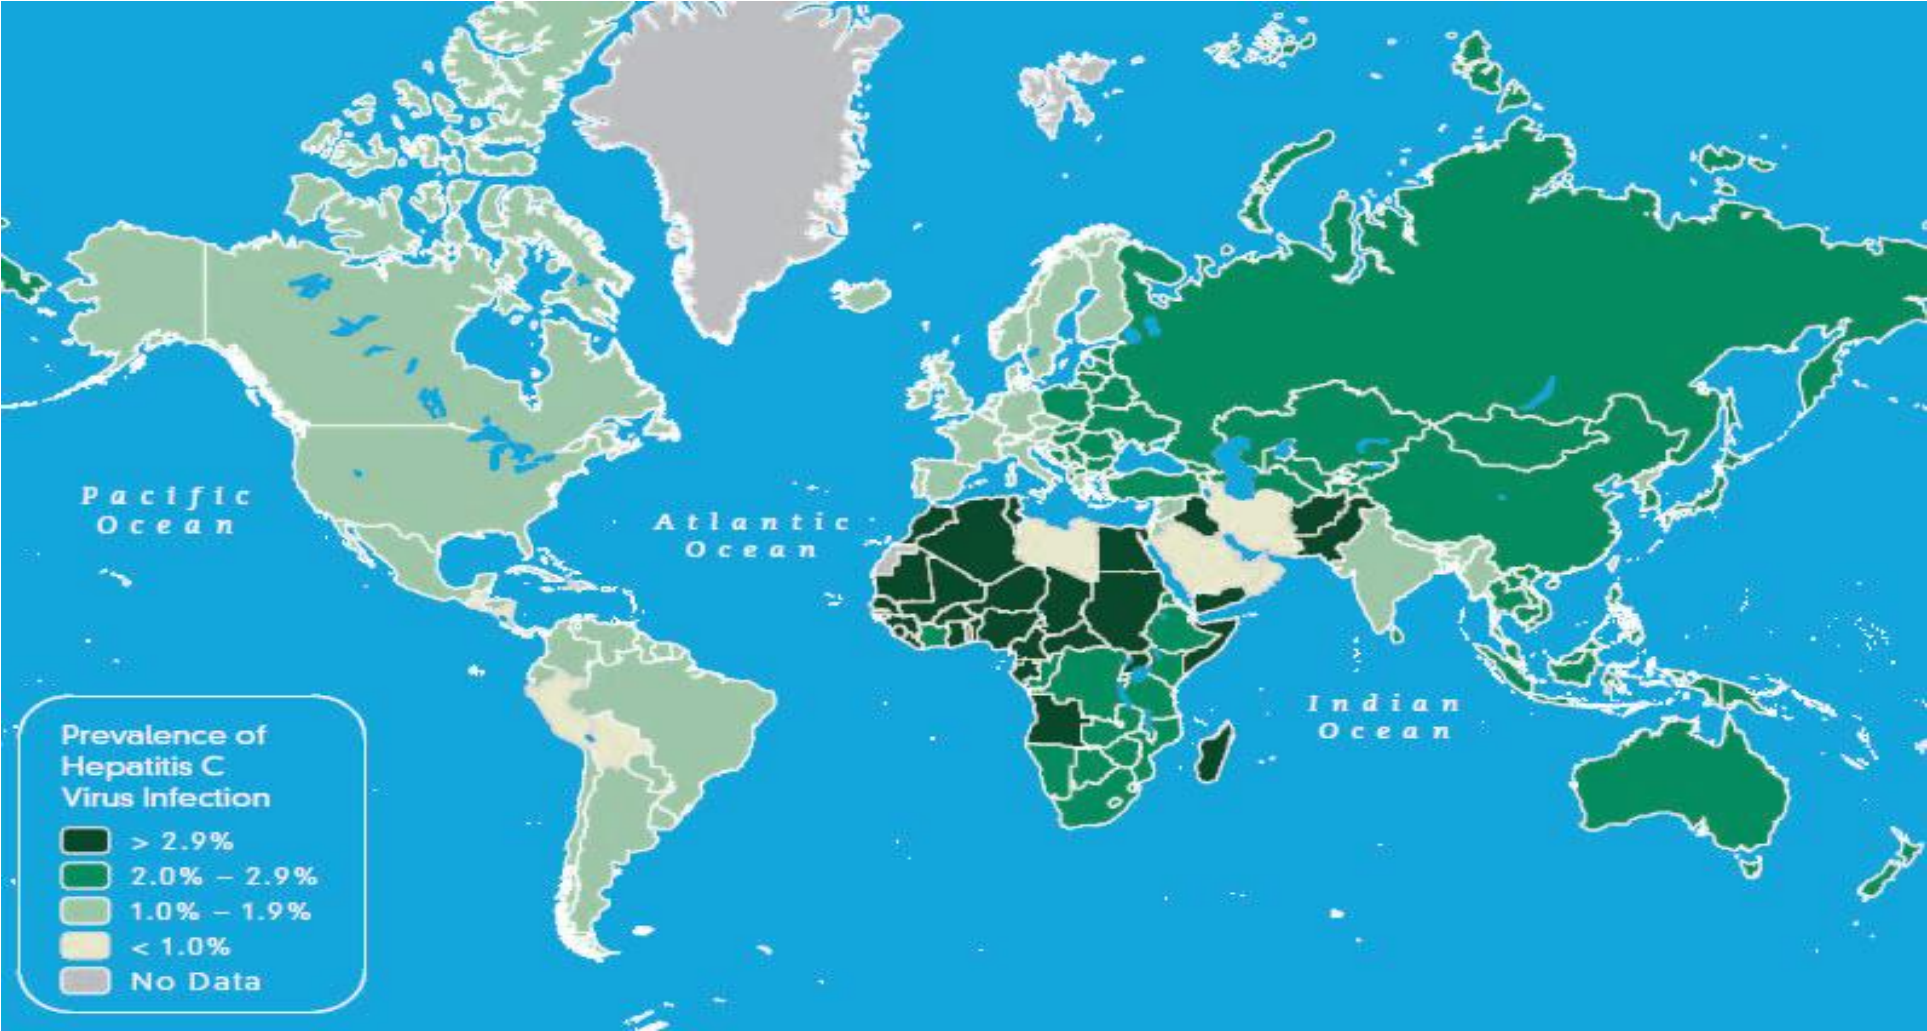 Pacific
Ocean
Atlantic
Ocean
Indian
Ocean
Prevalence of
Hepatitis C
Virus Infection
> 2.9%
2.0% – 2.9%
1.0% – 1.9%
< 1.0%
No Data